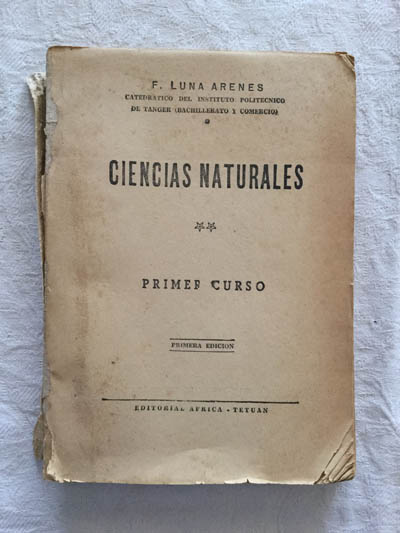 F. LUNA ARENES
CATEDRATICO DEL INSTITUTO POLITECNICO
DE TANGER (BACHILLERATO Y COMERCIO)
CIENCIAS NATURALES
PRIMER CURSO
PRIMERA EDICION
EDITORIAL AFRICA - TETUAN